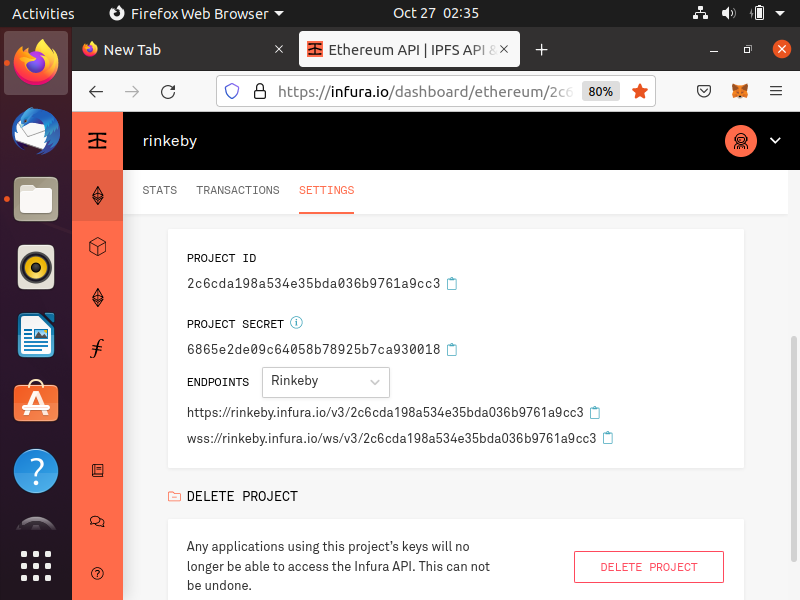 Activities Firefox Web Browser Oct 27 02:35
New Tab
Ethereum API | IPFS API &
https://infura.io/dashboard/ethereum/2c6 80%
rinkeby
STATS TRANSACTIONS SETTINGS
PROJECT ID
2c6cda198a534e35bda036b9761a9cc3
PROJECT SECRET
6865e2de09c64058b78925b7ca930018
ENDPOINTS Rinkeby
https://rinkeby.infura.io/v3/2c6cda198a534e35bda036b9761a9cc3
wss://rinkeby.infura.io/ws/v3/2c6cda198a534e35bda036b9761a9cc3
DELETE PROJECT
Any applications using this project's keys will no
longer be able to access the Infura API. This can not
be undone.
DELETE PROJECT